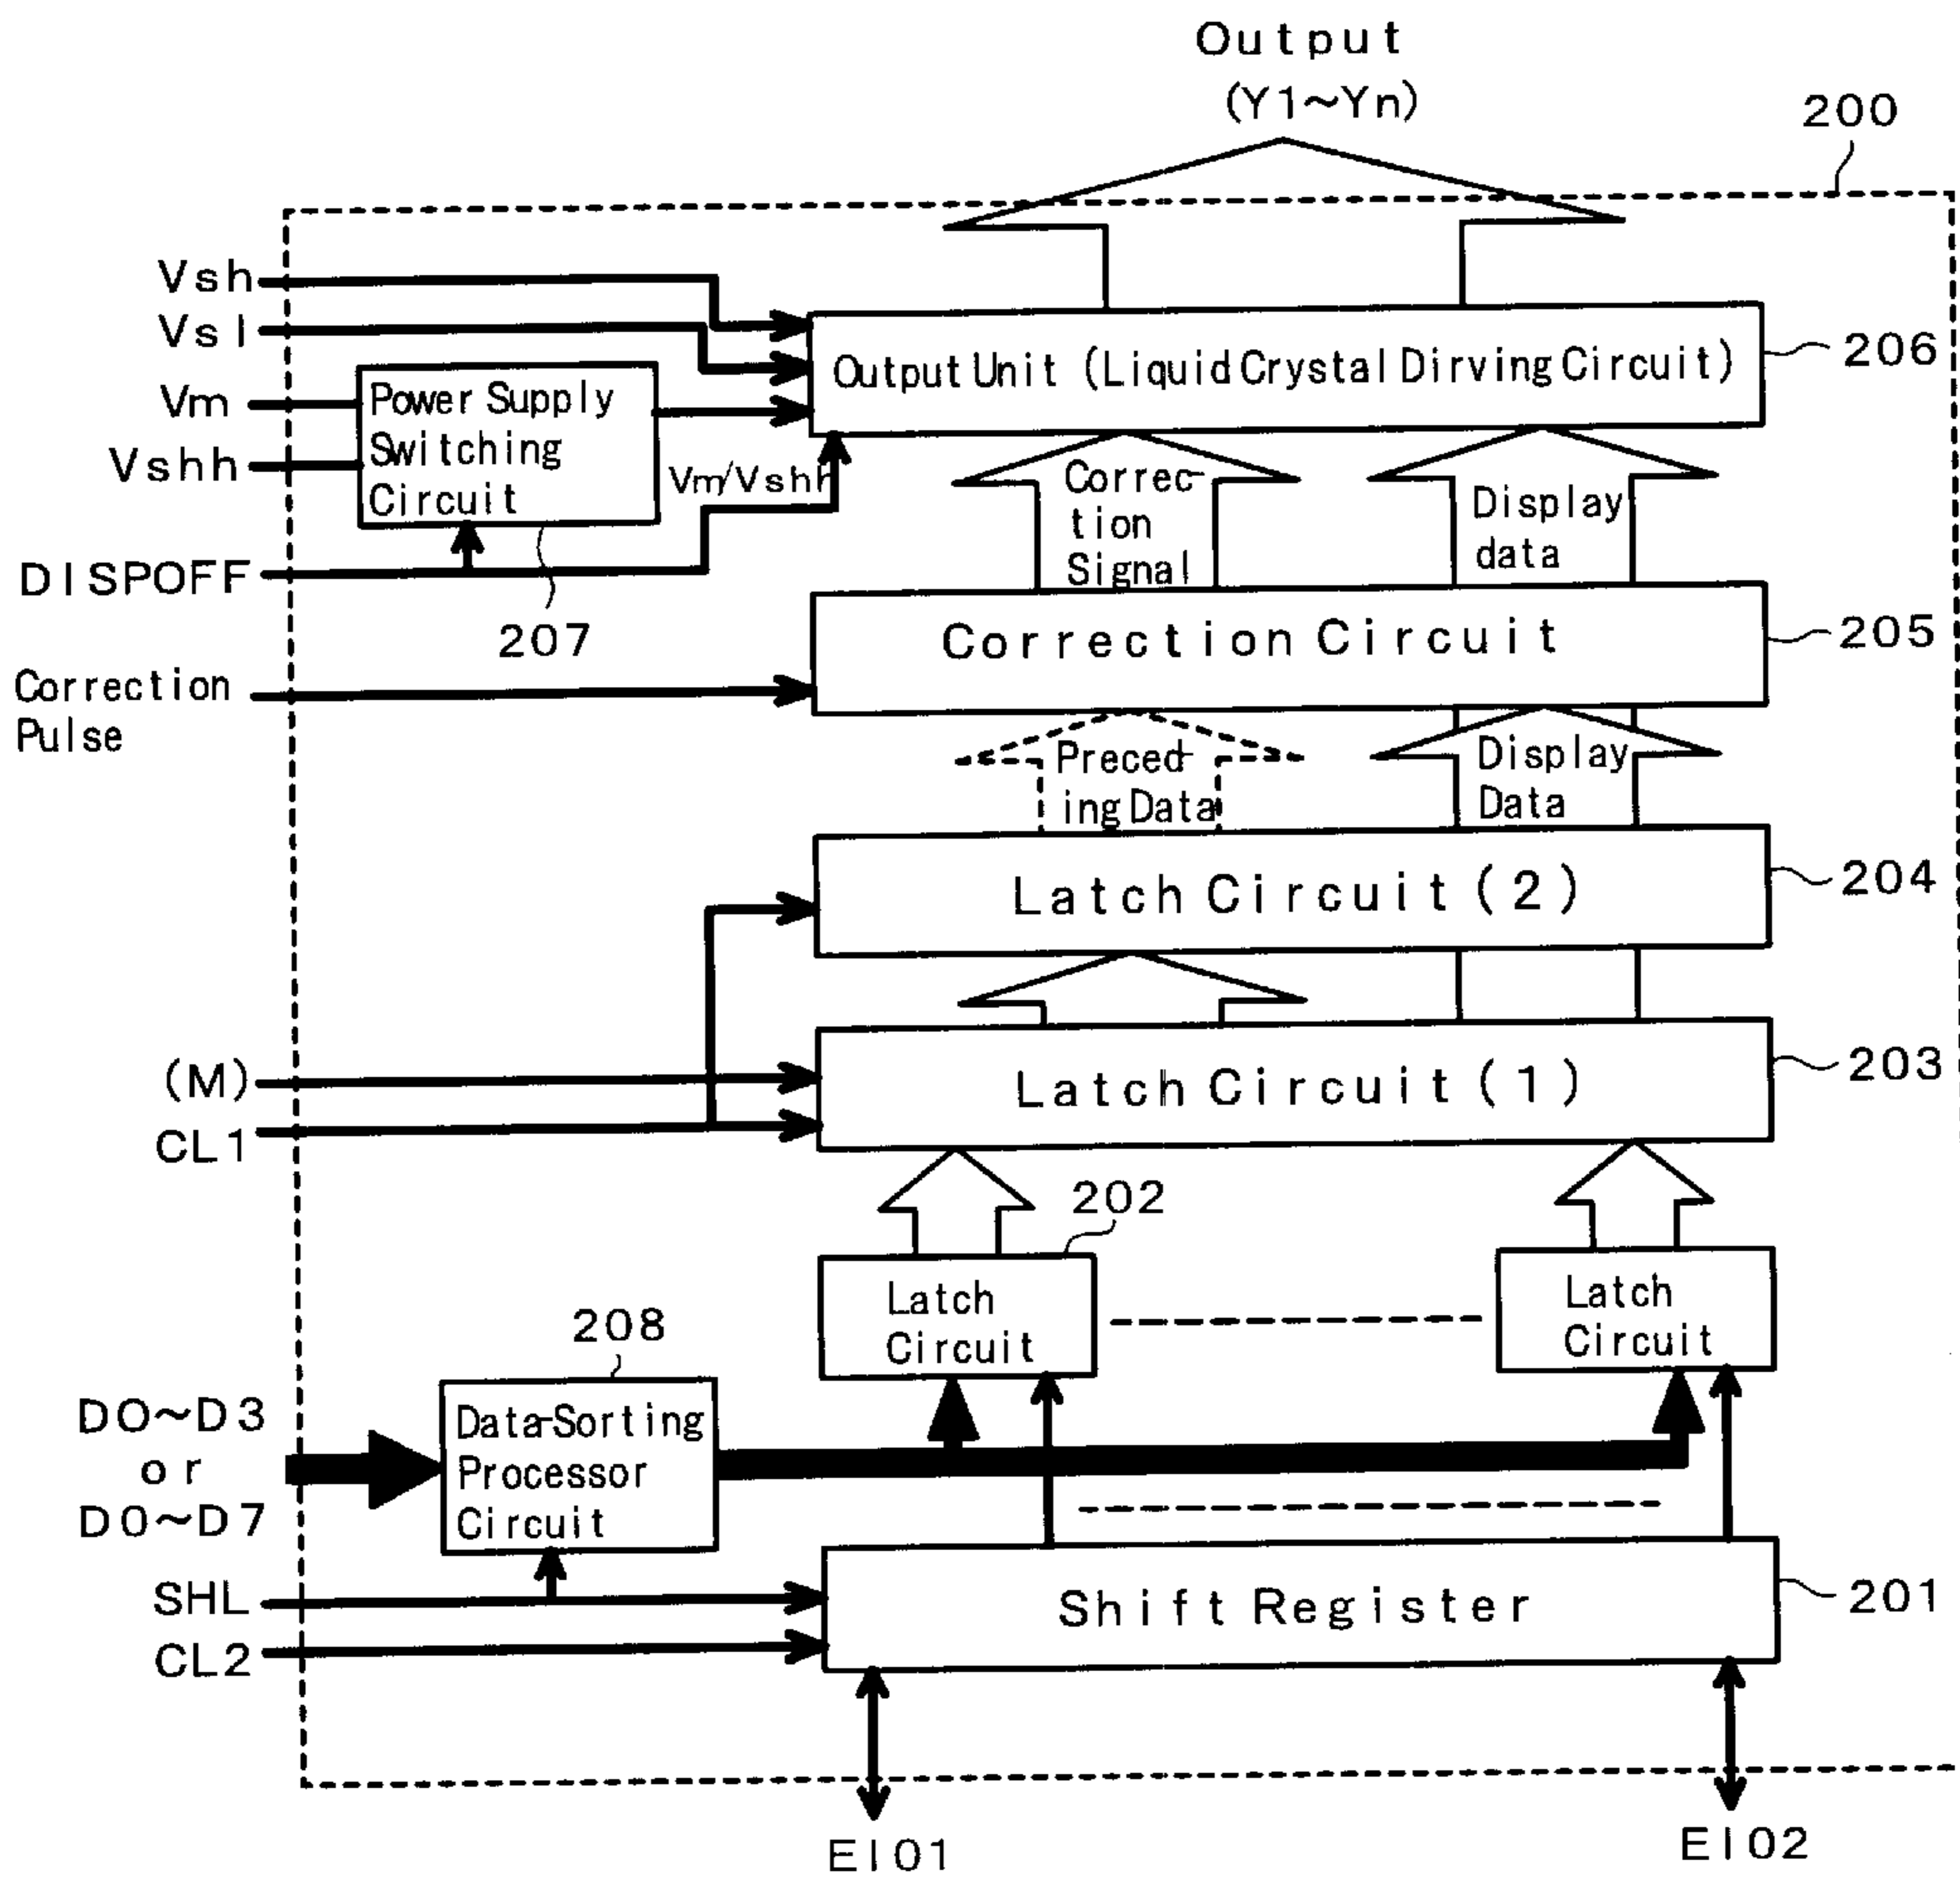 Output
(Y1~Yn)
200
Vsh
Vsl
Vm
Vshh
Power Supply
Switching
Circuit
Output Unit (Liquid Crystal Dirving Circuit)
206
Vm/Vshh
DISPOFF
207
Correc-
tion
Signal
Display
data
Correction
Pulse
Correction Circuit
205
Preced-
ing Data
Display
Data
Latch Circuit (2)
204
(M)
CL1
Latch Circuit (1)
203
202
Latch
Circuit
Latch
Circuit
208
D0~D3
or
D0~D7
Data-Sorting
Processor
Circuit
SHL
CL2
Shift Register
201
EIO1
EIO2